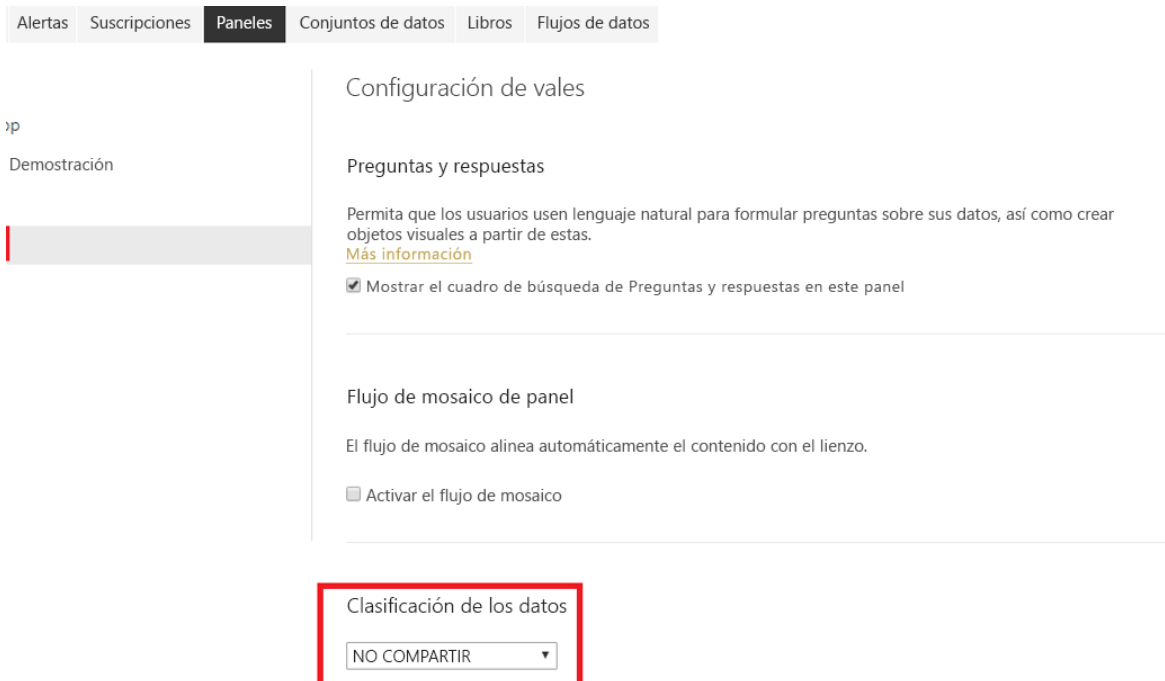 Alertas Suscripciones Paneles Conjuntos de datos Libros Flujos de datos
Configuración de vales
Demostración
Preguntas y respuestas
Permita que los usuarios usen lenguaje natural para formular preguntas sobre sus datos, así como crear
objetos visuales a partir de estas.
Más información
Mostrar el cuadro de búsqueda de Preguntas y respuestas en este panel
Flujo de mosaico de panel
El flujo de mosaico alinea automáticamente el contenido con el lienzo.
Activar el flujo de mosaico
Clasificación de los datos
NO COMPARTIR